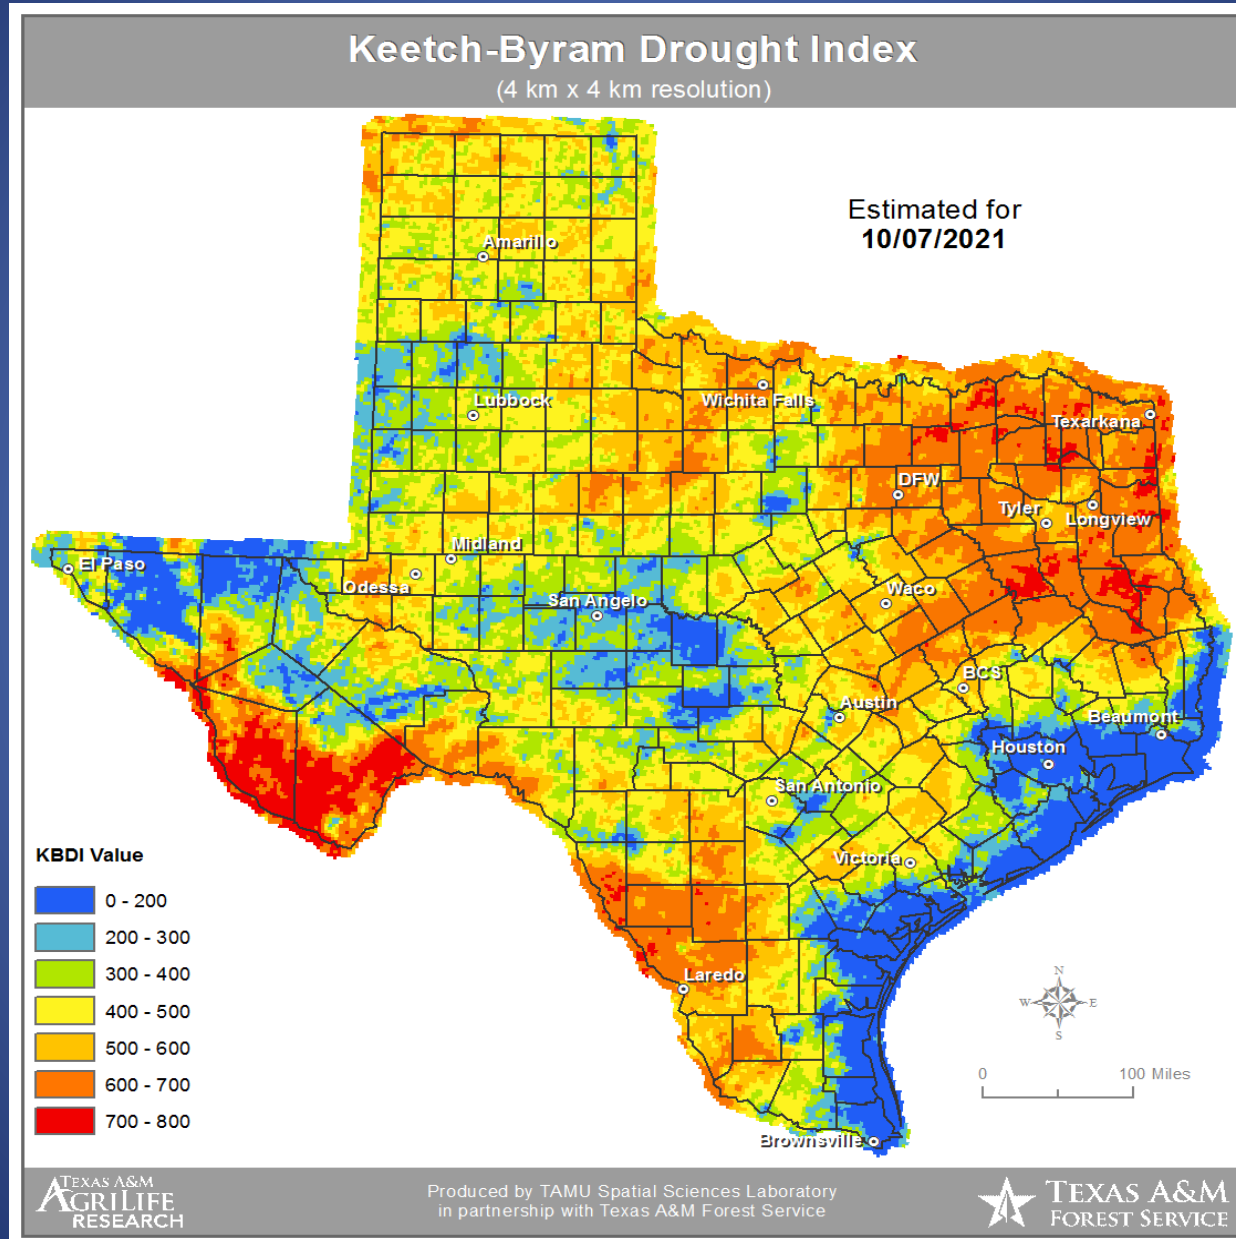 Keetch-Byram Drought Index
(4 km x 4 km resolution)
Estimated for
10/07/2021
Amarillo
Lubbock
Wichita Falls
Texarkana
DFW
Tyler
Longview
Midland
El Paso
Odessa
San Angelo
Waco
BCS
Austin
Beaumont
Houston
San Antonio
Victoria
Laredo
Brownsville
KBDI Value
0 - 200
200 - 300
300 - 400
400 - 500
500 - 600
600 - 700
700 - 800
N
W E
S
0 100 Miles
TEXAS A&M
AGRILIFE
RESEARCH
Produced by TAMU Spatial Sciences Laboratory
in partnership with Texas A&M Forest Service
TEXAS A&M
FOREST SERVICE